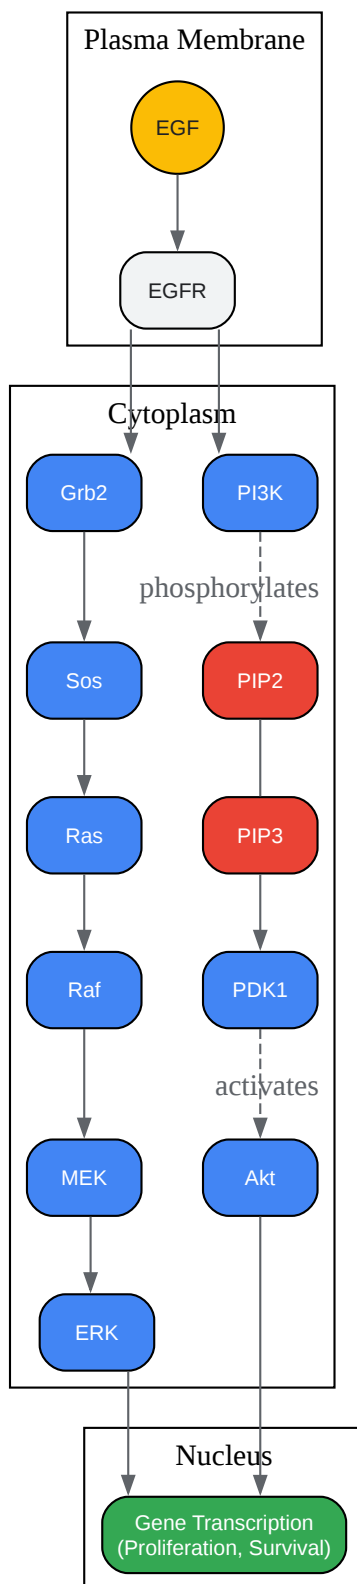 Plasma Membrane
EGF
EGFR
Cytoplasm
Grb2
PI3K
phosphorylates
Sos
PIP2
Ras
PIP3
Raf
PDK1
activates
MEK
Akt
ERK
Nucleus
Gene Transcription
(Proliferation, Survival)